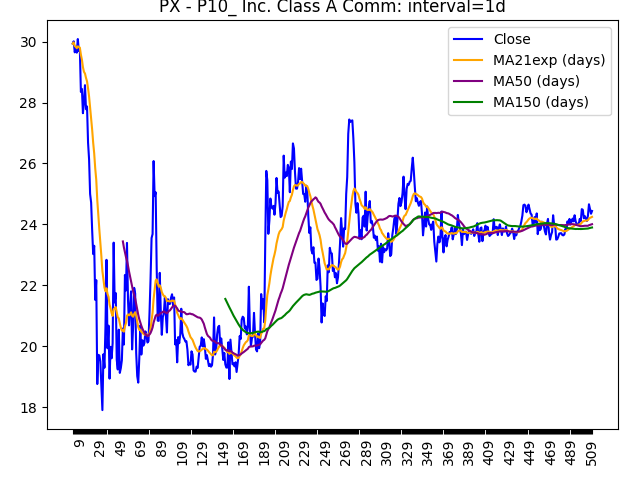 PX - P10_ Inc. Class A Comm: interval=1d
Close
MA21exp (days)
MA50 (days)
MA150 (days)
30
28
26
24
22
20
18
9 29 49 69 89 109 129 149 169 189 209 229 249 269 289 309 329 349 369 389 409 429 449 469 489 509